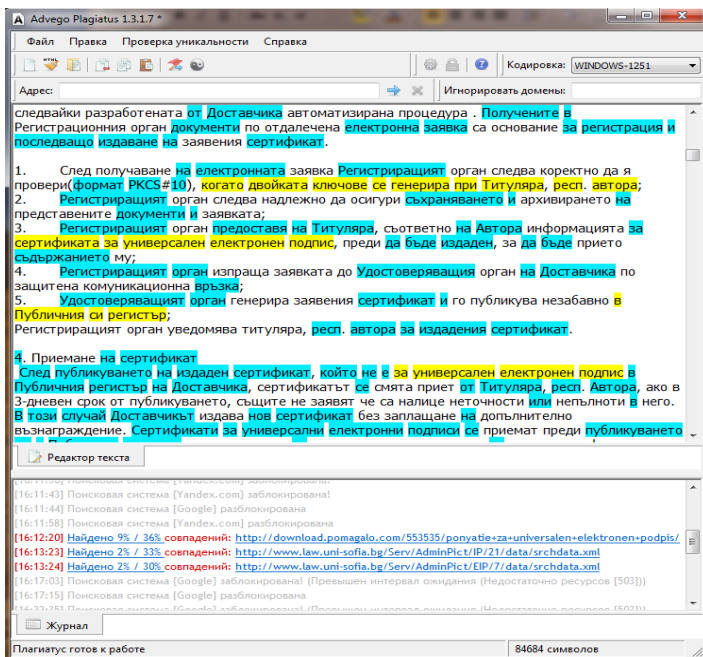 Advego Plagiatus 1.3.1.7 *
Файл Правка Проверка уникальности Справка
Кодировка: WINDOWS-1251
Адрес: Игнорировать домены:
следвайки разработената от Доставчика автоматизирана процедура . Получените в
Регистрационния орган документи по отдалечена електронна заявка са основание за регистрация и
последващо издаване на заявения сертификат.
1. След получаване на електронната заявка Регистриращият орган следва коректно да я
провери(формат PKCS#10), когато двойката ключове се генерира при Титуляра, респ. автора;
2. Регистриращият орган следва надлежно да осигури съхраняването и архивирането на
представените документи и заявката;
3. Регистриращият орган предоставя на Титуляра, съответно на Автора информацията за
сертификата за универсален електронен подпис, преди да бъде издаден, за да бъде прието
съдържанието му;
4. Регистриращият орган изпраща заявката до Удостоверяващия орган на Доставчика по
защитена комуникационна връзка;
5. Удостоверяващият орган генерира заявения сертификат и го публикува незабавно в
Публичния си регистър;
Регистриращият орган уведомява титуляра, респ. автора за издадения сертификат.
4. Приемане на сертификат
След публикуването на издаден сертификат, който не е за универсален електронен подпис в
Публичния регистър на Доставчика, сертификатът се смята приет от Титуляра, респ. Автора, ако в
3-дневен срок от публикуването, същите не заявят че са налице неточности или непълноти в него.
В този случай Доставчикът издава нов сертификат без заплащане на допълнително
възнаграждение. Сертификати за универсални електронни подписи се приемат преди публикуването
Редактор текста
[16:11:43] Поисковая система [Yandex.com] заблокирована!
[16:11:44] Поисковая система [Google] разблокирована
[16:11:58] Поисковая система [Yandex.com] разблокирована
[16:12:20] Найдено 9% / 36% совпадений: http://download.pomagalo.com/553535/ponyatie+za+universalen+elektronen+podpis/
[16:13:23] Найдено 2% / 33% совпадений: http://www.law.uni-sofia.bg/Serv/AdminPict/IP/21/data/srchdata.xml
[16:13:24] Найдено 2% / 30% совпадений: http://www.law.uni-sofia.bg/Serv/AdminPict/EIP/7/data/srchdata.xml
[16:17:03] Поисковая система [Google] заблокирована! (Превышен интервал ожидания (Недостаточно ресурсов [503]))
[16:17:15] Поисковая система [Google] разблокирована
Журнал
Плагиатус готов к работе 84684 символов